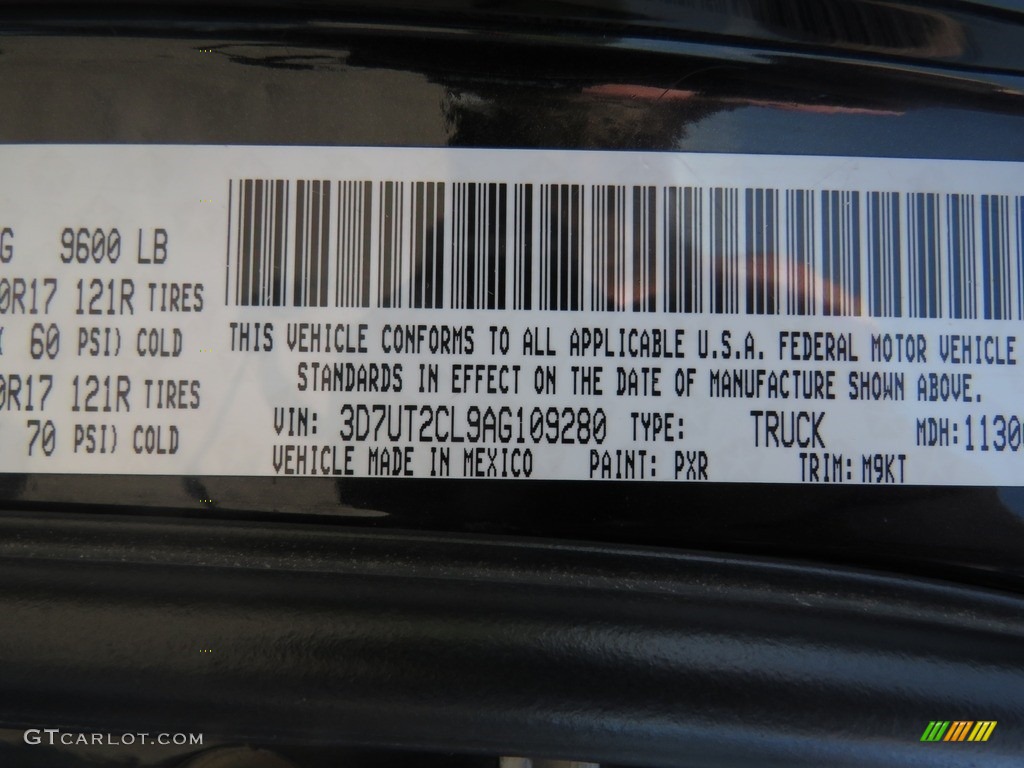 G 9600 LB
0R17 121R TIRES
60 PSI) COLD
0R17 121R TIRES
70 PSI) COLD
THIS VEHICLE CONFORMS TO ALL APPLICABLE U.S.A. FEDERAL MOTOR VEHICLE
STANDARDS IN EFFECT ON THE DATE OF MANUFACTURE SHOWN ABOVE.
VIN: 3D7UT2CL9AG109280 TYPE: TRUCK MDH: 1130
VEHICLE MADE IN MEXICO PAINT: PXR TRIM: M9KT
GTCARLOT.COM